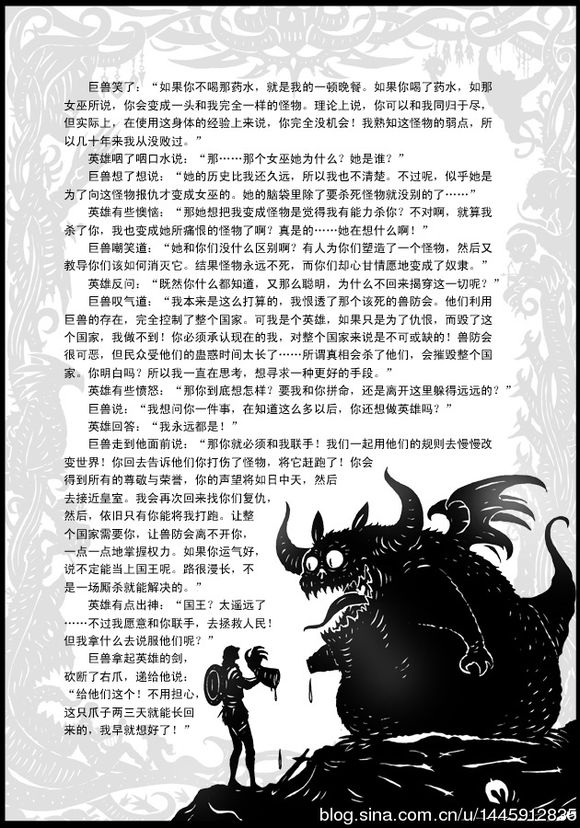 巨兽笑了：“如果你不喝那药水，就是我的一顿晚餐。如果你喝了药水，如那
女巫所说，你会变成一头和我完全一样的怪物。理论上说，你可以和我同归于尽，
但实际上，在使用这身体的经验上来说，你完全没机会！我熟知这怪物的弱点，所
以几十年来我从没败过。”
英雄咽了咽口水说：“那……那个女巫她为什么？她是谁？”
巨兽想了想说：“她的历史比我还久远，所以我也不清楚。不过呢，似乎她是
为了向这怪物报仇才变成女巫的。她的脑袋里除了要杀死怪物就没别的了……”
英雄有些懊恼：“那她想把我变成怪物是觉得我有能力杀你？不对啊，就算我
杀了你，我也变成她所痛恨的怪物了啊？真是的……她在想什么啊！”
巨兽嘲笑道：“她和你们没什么区别啊？有人为你们塑造了一个怪物，然后又
教导你们该如何消灭它。结果怪物永远不死，而你们却心甘情愿地变成了奴隶。”
英雄反问：“既然你什么都知道，又那么聪明，为什么不回来揭穿这一切呢？”
巨兽叹气道：“我本来是这么打算的，我恨透了那个该死的兽防会。他们利用
巨兽的存在，完全控制了整个国家。可我是个英雄，如果只是为了仇恨，而毁了这
个国家，我做不到！你必须承认现在的我，对整个国家来说是不可或缺的！兽防会
很可恶，但民众受他们的蛊惑时间太长了……所谓真相会杀了他们，会摧毁整个国
家。你明白吗？所以我一直在思考，想寻求一种更好的手段。”
英雄有些愤怒：“那你到底想怎样？要我和你拼命，还是离开这里躲得远远的？”
巨兽说：“我想问你一件事，在知道这么多以后，你还想做英雄吗？”
英雄回答：“我永远都是！”
巨兽走到他面前说：“那你就必须和我联手！我们一起用他们的规则去慢慢改
变世界！你回去告诉他们你打伤了怪物，将它赶跑了！你会
得到所有的尊敬与荣誉，你的声望将如日中天，然后
去接近皇室。我会再次回来找你们复仇，
然后，依旧只有你能将我打跑。让整
个国家需要你，让兽防会离不开你，
一点一点地掌握权力。如果你运气好，
说不定能当上国王呢。路很漫长，不
是一场厮杀就能解决的。”
英雄有点出神：“国王？太遥远了
……不过我愿意和你联手，去拯救人民！
但我拿什么去说服他们呢？”
巨兽拿起英雄的剑，
砍断了右爪，递给他说：
“给他们这个！不用担心，
这只爪子两三天就能长回
来的，我早就想好了！”
blog.sina.com.cn/u/1445912835